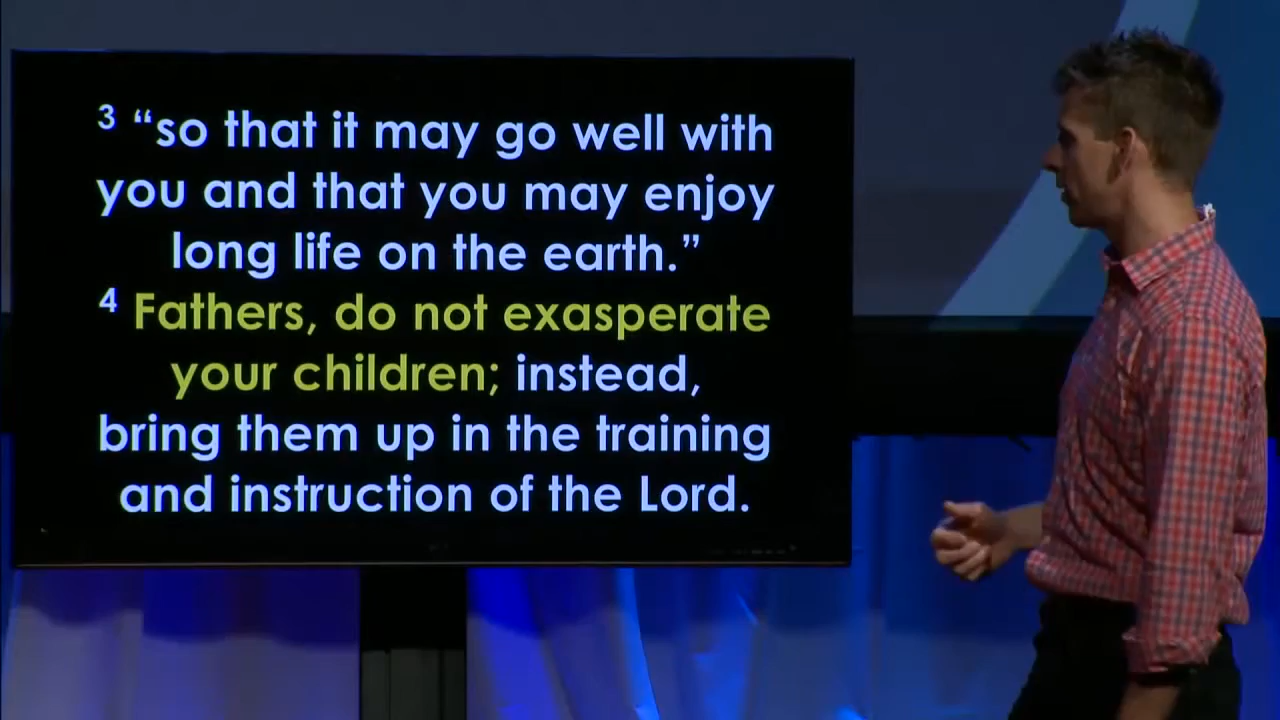 3 “so that it may go well with
you and that you may enjoy
long life on the earth.”
4 Fathers, do not exasperate
your children; instead,
bring them up in the training
and instruction of the Lord.